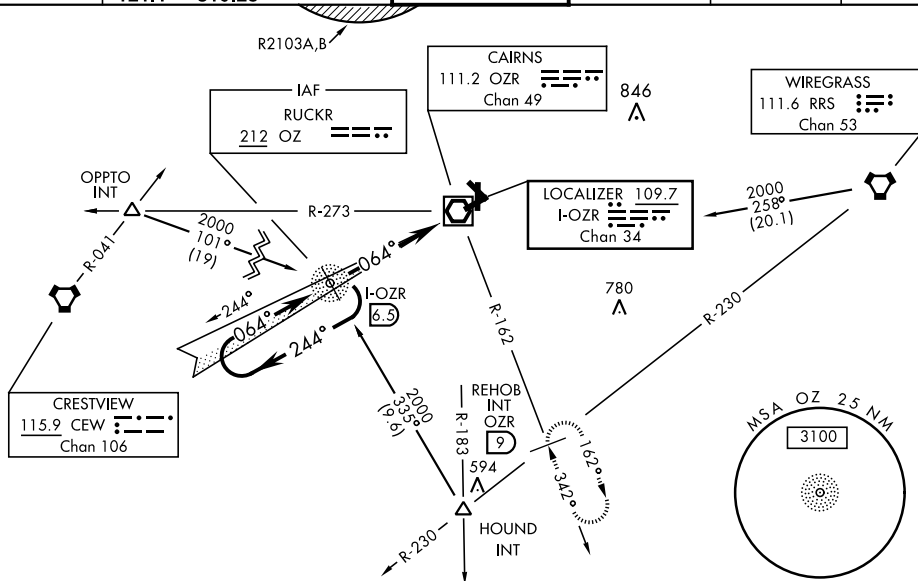 R2103A,B
CAIRNS
111.2 OZR
Chan 49
846
WIREGRASS
111.6 RRS
Chan 53
IAF
RUCKR
212 OZ
OPPTO
INT
R-273
LOCALIZER 109.7
I-OZR
Chan 34
2000
258°
(20.1)
2000
101°
(19)
R-041
064°
244°
I-OZR
6.5
064°
244°
780
R-162
R-230
CRESTVIEW
115.9 CEW
Chan 106
2000
335°
(9.6)
R-183
REHOB
INT
OZR
9
162°
342°
594
R-230
HOUND
INT
MSA OZ 25 NM
3100